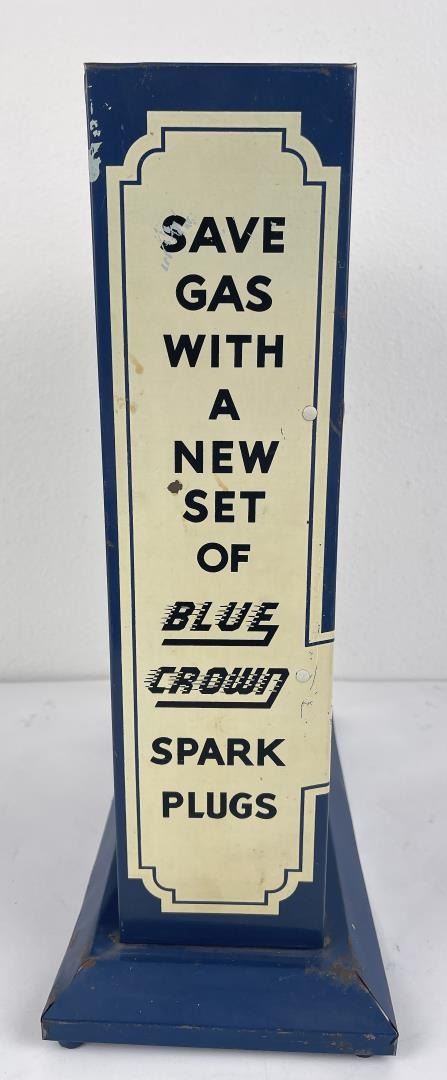 SAVE
GAS
WITH
A
NEW
SET
OF
BLUE
CROWN
SPARK
PLUGS